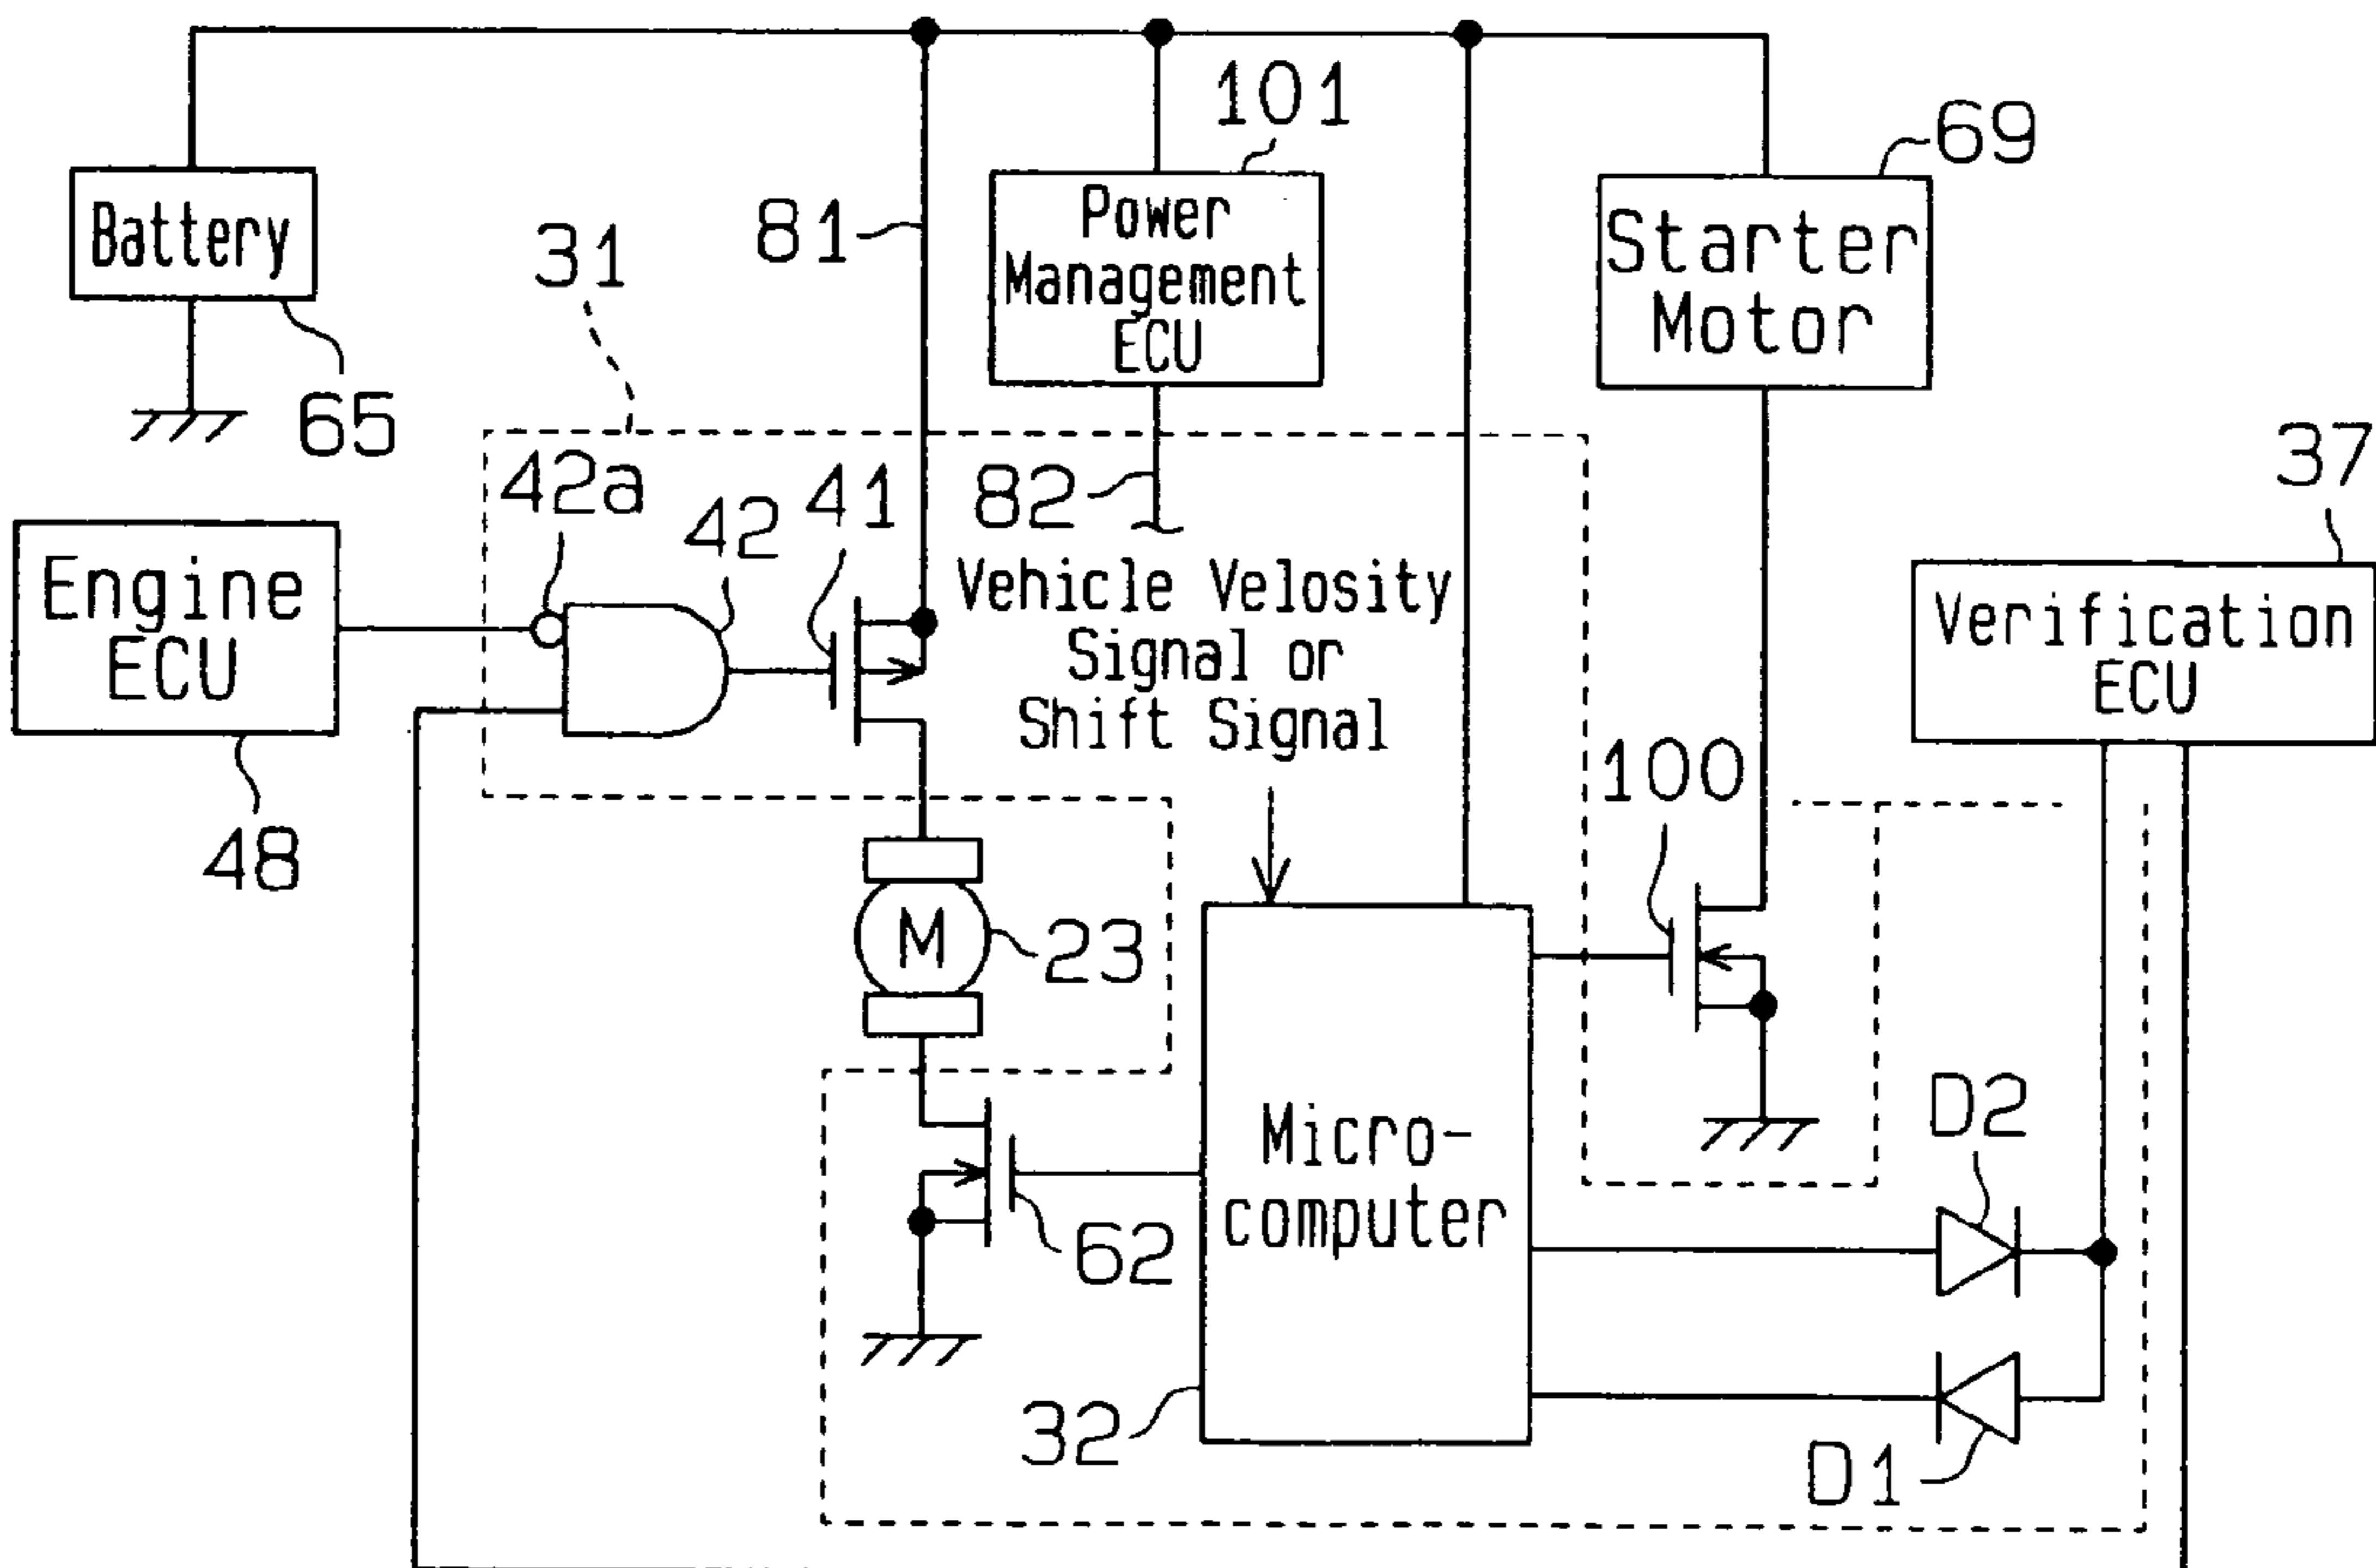 101
69
Battery
31
81
Power
Management
ECU
Starter
Motor
65
42a
42
41
82
37
Engine
ECU
48
Vehicle Velosity
Signal or
Shift Signal
Verification
ECU
100
M
23
D2
Micro-
computer
62
32
D1